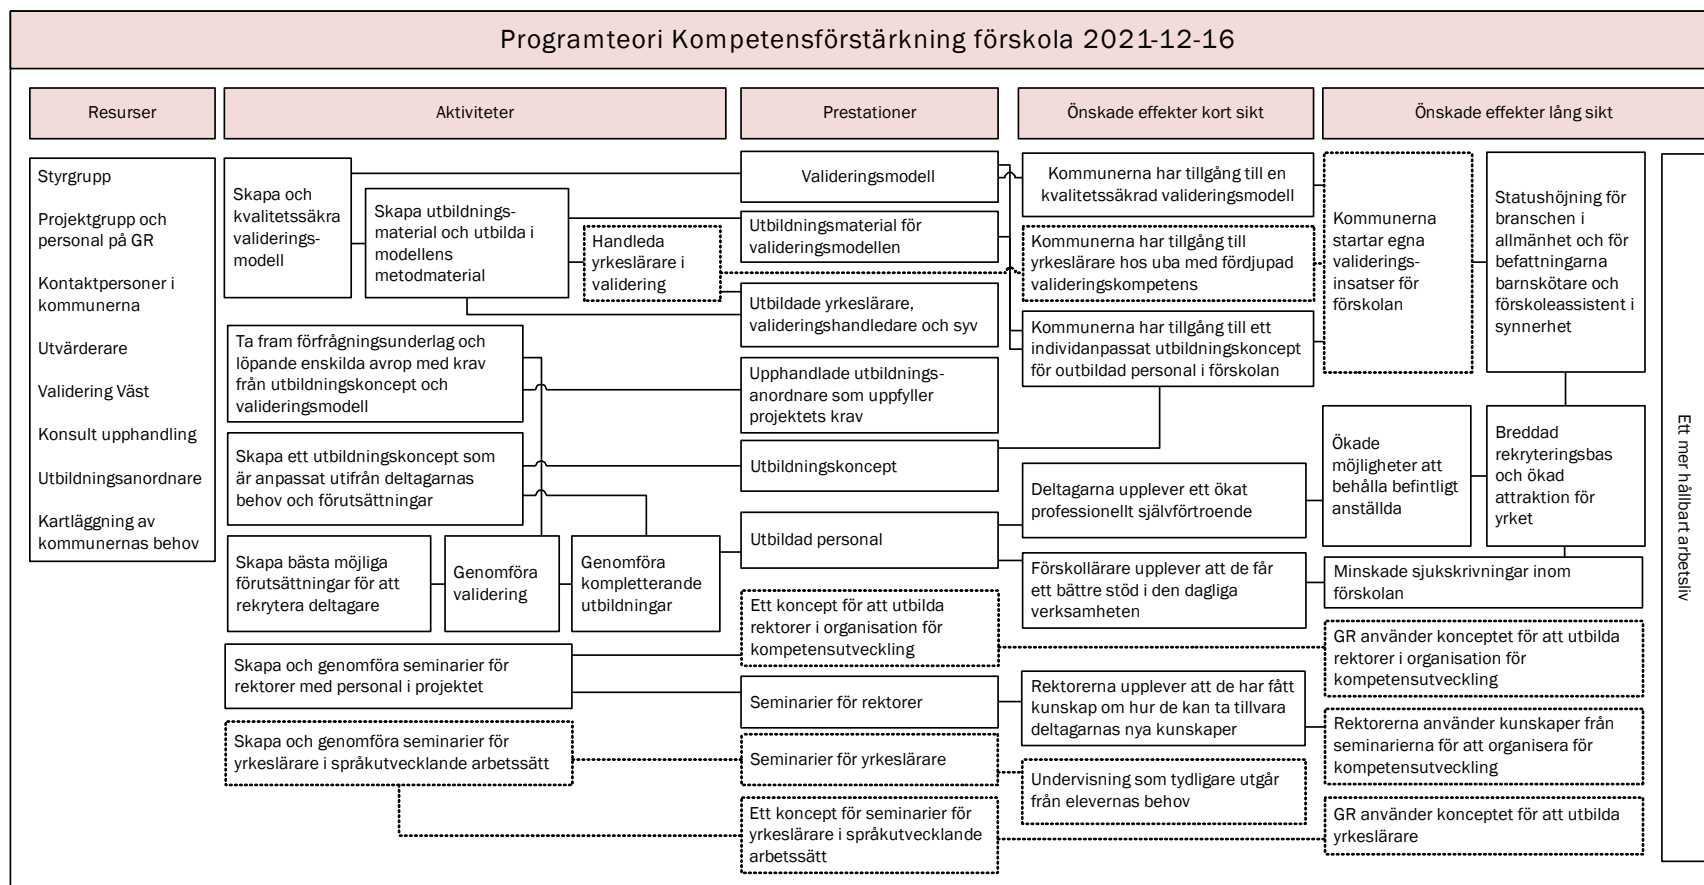 Programteori Kompetensförstärkning förskola 2021-12-16
Resurser
Aktiviteter
Prestationer
Önskade effekter kort sikt
Önskade effekter lång sikt
Styrgrupp
Projektgrupp och
personal på GR
Kontaktpersoner i
kommunerna
Utvärderare
Validering Väst
Konsult upphandling
Utbildningsanordnare
Kartläggning av
kommunernas behov
Skapa och
kvalitetssäkra
validerings-
modell
Skapa utbildnings-
material och utbilda i
modellens
metodmaterial
Handleda
yrkeslärare i
validering
Ta fram förfrågningsunderlag och
löpande enskilda avrop med krav
från utbildningskoncept och
valideringsmodell
Skapa ett utbildningskoncept som
är anpassat utifrån deltagarnas
behov och förutsättningar
Skapa bästa möjliga
förutsättningar för att
rekrytera deltagare
Genomföra
validering
Genomföra
kompletterande
utbildningar
Skapa och genomföra seminarier för
rektorer med personal i projektet
Skapa och genomföra seminarier för
yrkeslärare i språkutvecklande arbetssätt
Valideringsmodell
Utbildningsmaterial för
valideringsmodellen
Utbildade yrkeslärare,
valideringshandledare och syv
Upphandlade utbildnings-
anordnare som uppfyller
projektets krav
Utbildningskoncept
Utbildad personal
Ett koncept för att utbilda
rektorer i organisation för
kompetensutveckling
Seminarier för rektorer
Seminarier för yrkeslärare
Ett koncept för seminarier för
yrkeslärare i språkutvecklande
arbetssätt
Kommunerna har tillgång till en
kvalitetssäkrad valideringsmodell
Kommunerna har tillgång till
yrkeslärare hos uba med fördjupad
valideringskompetens
Kommunerna har tillgång till ett
individanpassat utbildningskoncept
för outbildad personal i förskolan
Deltagarna upplever ett ökat
professionellt självförtroende
Förskollärare upplever att de får
ett bättre stöd i den dagliga
verksamheten
Rektorerna upplever att de har fått
kunskap om hur de kan ta tillvara
deltagarnas nya kunskaper
Undervisning som tydligare utgår
från elevernas behov
Kommunerna
startar egna
validerings-
insatser för
förskolan
Statushöjning för
branschen i
allmänhet och för
befattningarna
barnskötare och
förskoleassistent i
synnerhet
Ökade
möjligheter att
behålla befintligt
anställda
Breddad
rekryteringsbas
och ökad
attraktion för
yrket
Minskade sjukskrivningar inom
förskolan
GR använder konceptet för att utbilda
rektorer i organisation för
kompetensutveckling
Rektorerna använder kunskaper från
seminarierna för att organisera för
kompetensutveckling
GR använder konceptet för att utbilda
yrkeslärare
Ett mer hållbart arbetsliv